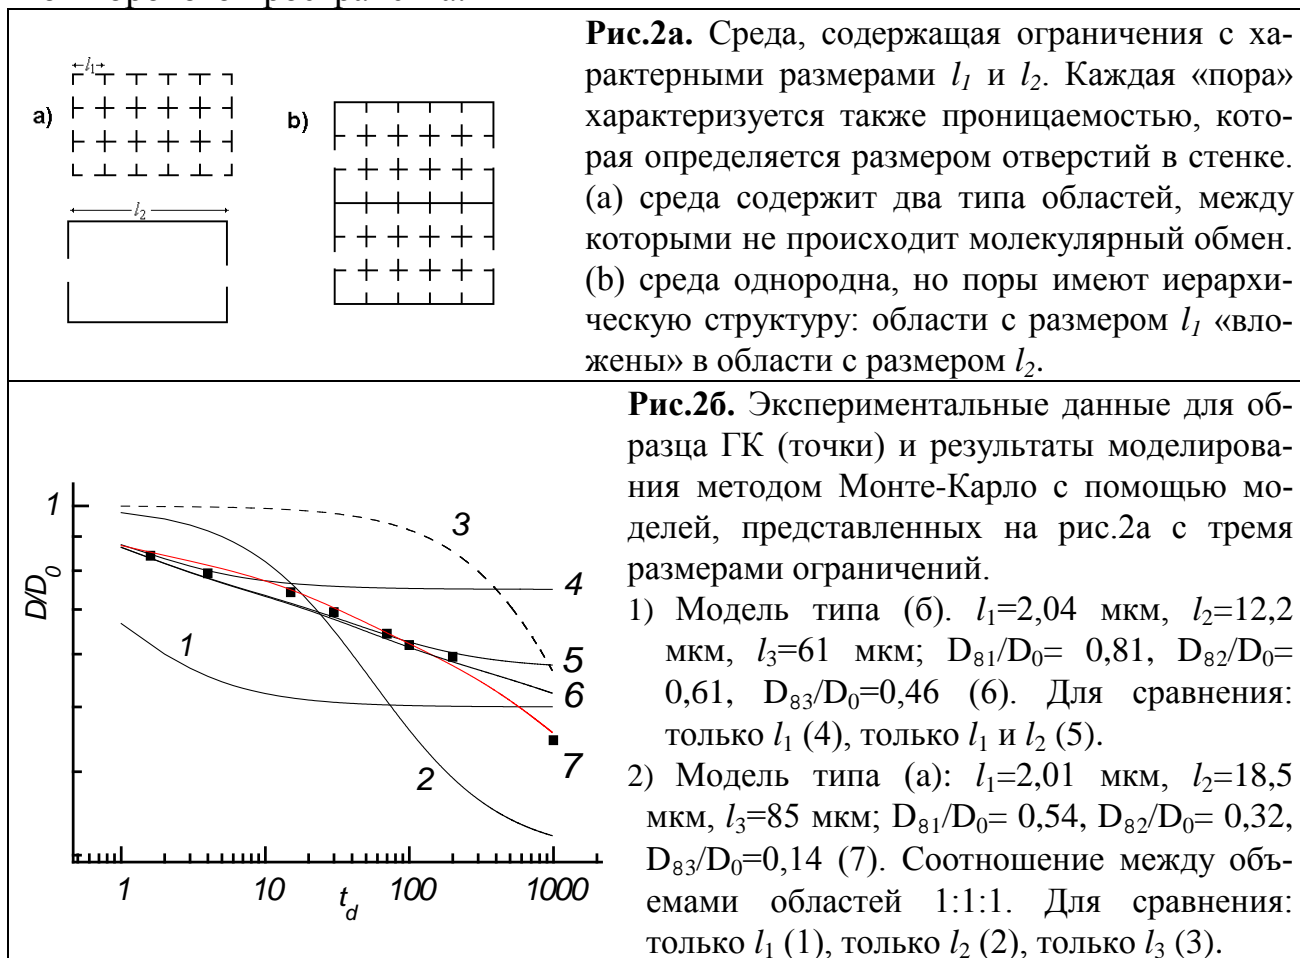 Рис.2а. Среда, содержащая ограничения с ха-
рактерными размерами l1 и l2. Каждая «пора»
характеризуется также проницаемостью, кото-
рая определяется размером отверстий в стенке.
(а) среда содержит два типа областей, между
которыми не происходит молекулярный обмен.
(b) среда однородна, но поры имеют иерархи-
ческую структуру: области с размером l1 «вло-
жены» в области с размером l2.
a)
l1
l2
b)
Рис.2б. Экспериментальные данные для об-
разца ГК (точки) и результаты моделирова-
ния методом Монте-Карло с помощью мо-
делей, представленных на рис.2а с тремя
размерами ограничений.
1) Модель типа (б). l1=2,04 мкм, l2=12,2
мкм, l3=61 мкм; D81/D0= 0,81, D82/D0=
0,61, D83/D0=0,46 (6). Для сравнения:
только l1 (4), только l1 и l2 (5).
2) Модель типа (а): l1=2,01 мкм, l2=18,5
мкм, l3=85 мкм; D81/D0= 0,54, D82/D0= 0,32,
D83/D0=0,14 (7). Соотношение между объ-
емами областей 1:1:1. Для сравнения:
только l1 (1), только l2 (2), только l3 (3).
1
D/D0
3
4
1
5
6
2
7
1 10 100 1000
td